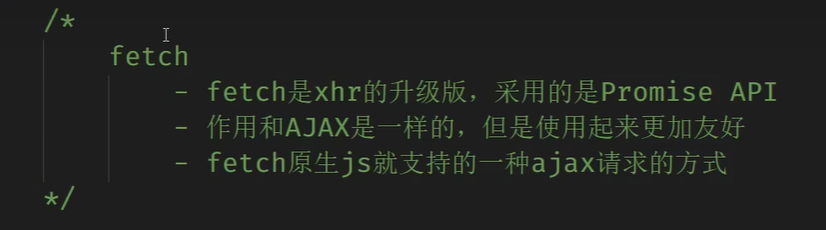 /*
fetch
- fetch是xhr的升级版，采用的是Promise API
- 作用和AJAX是一样的，但是使用起来更加友好
- fetch原生js就支持的一种ajax请求的方式
*/